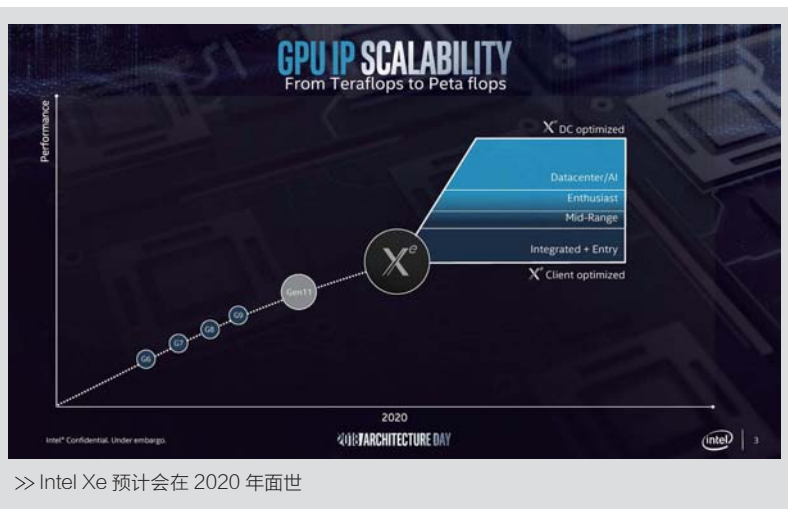 GPU IP SCALABILITY
From Teraflops to Peta flops
Performance
Xe DC optimized
Datacenter/AI
Enthusiast
Mid-Range
Integrated + Entry
Xe Client optimized
Xe
Gen11
G9
G8
G7
G6
2020
Intel® Confidential. Under embargo.
2018 ARCHITECTURE DAY
intel
3
>> Intel Xe 预计会在 2020 年面世